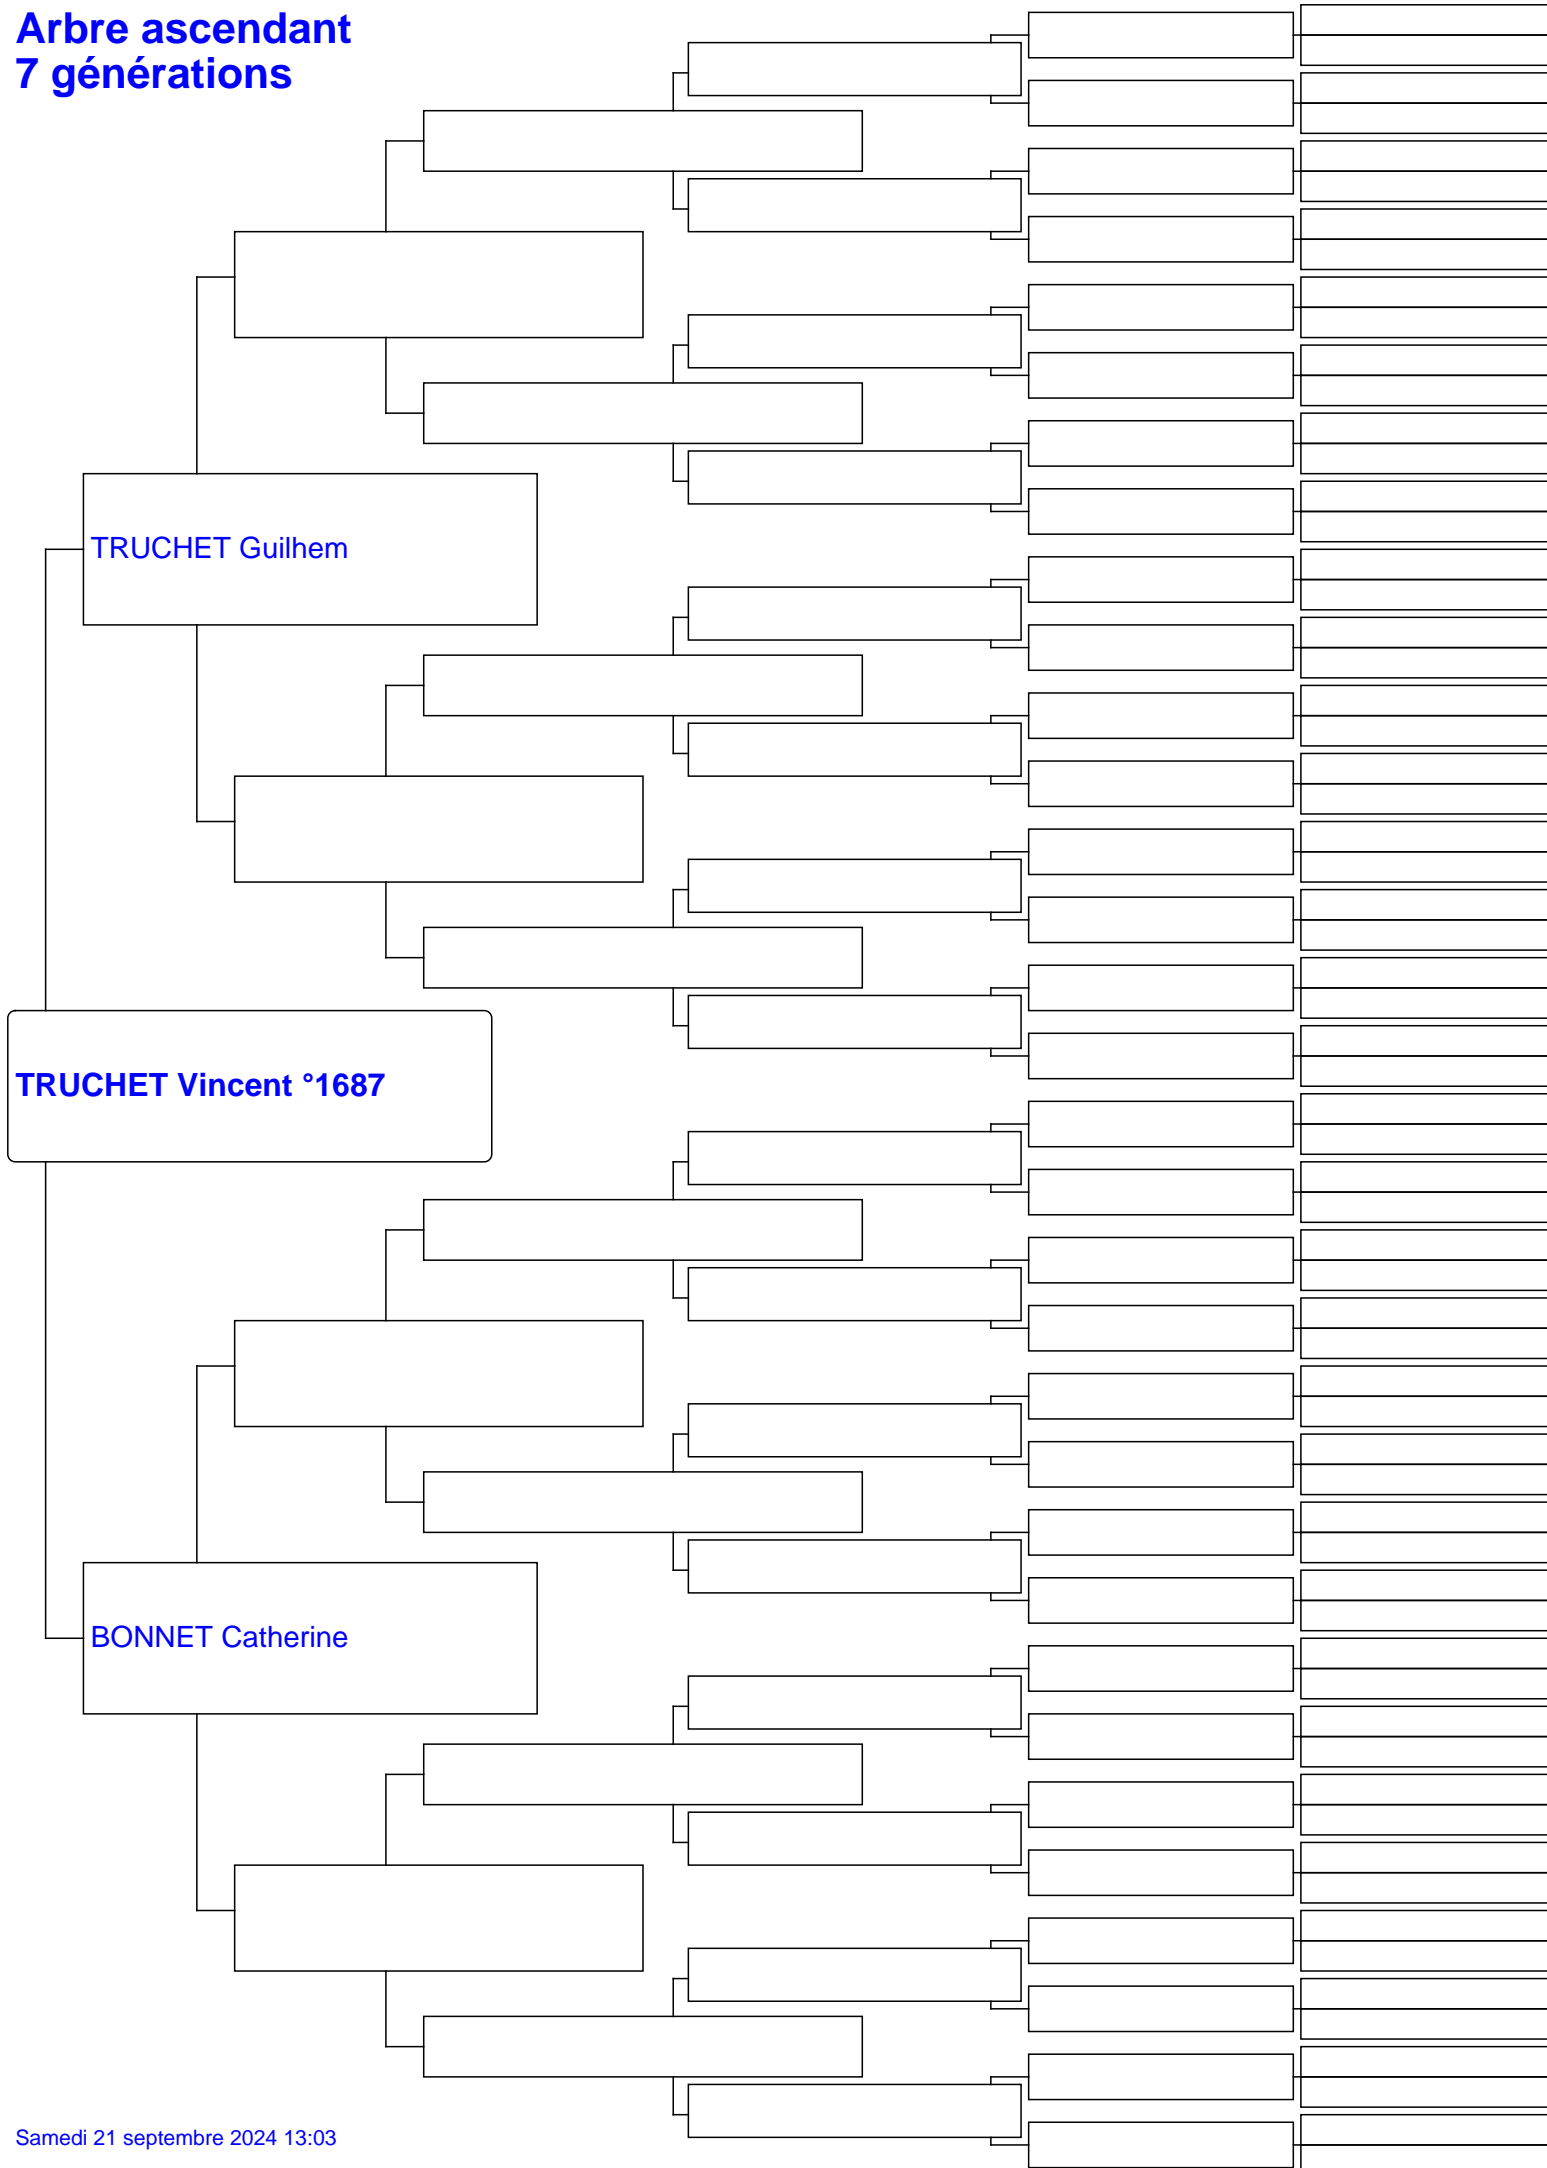 Arbre ascendant
7 générations
TRUCHET Guilhem
TRUCHET Vincent °1687
BONNET Catherine
Samedi 21 septembre 2024 13:03